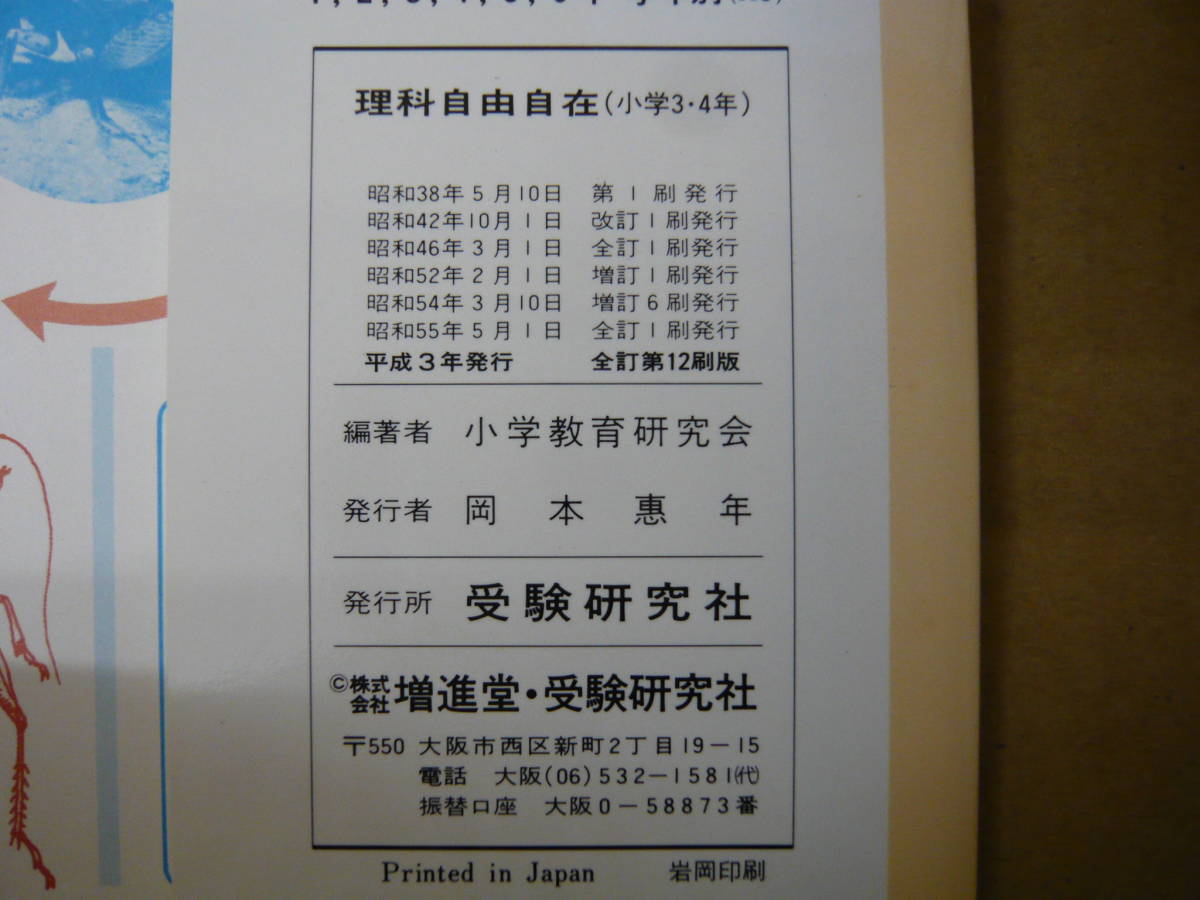 理科自由自在(小学3・4年)
昭和38年5月10日 第1刷発行
昭和42年10月1日 改訂1刷発行
昭和46年3月1日 全訂1刷発行
昭和52年2月1日 増訂1刷発行
昭和54年3月10日 増訂6刷発行
昭和55年5月1日 全訂1刷発行
平成3年発行 全訂第12刷版
編著者 小学教育研究会
発行者 岡本惠年
発行所 受験研究社
©株式会社 増進堂・受験研究社
〒550 大阪市西区新町2丁目19-15
電話 大阪(06)532-1581(代)
振替口座 大阪0-58873番
Printed in Japan 岩岡印刷